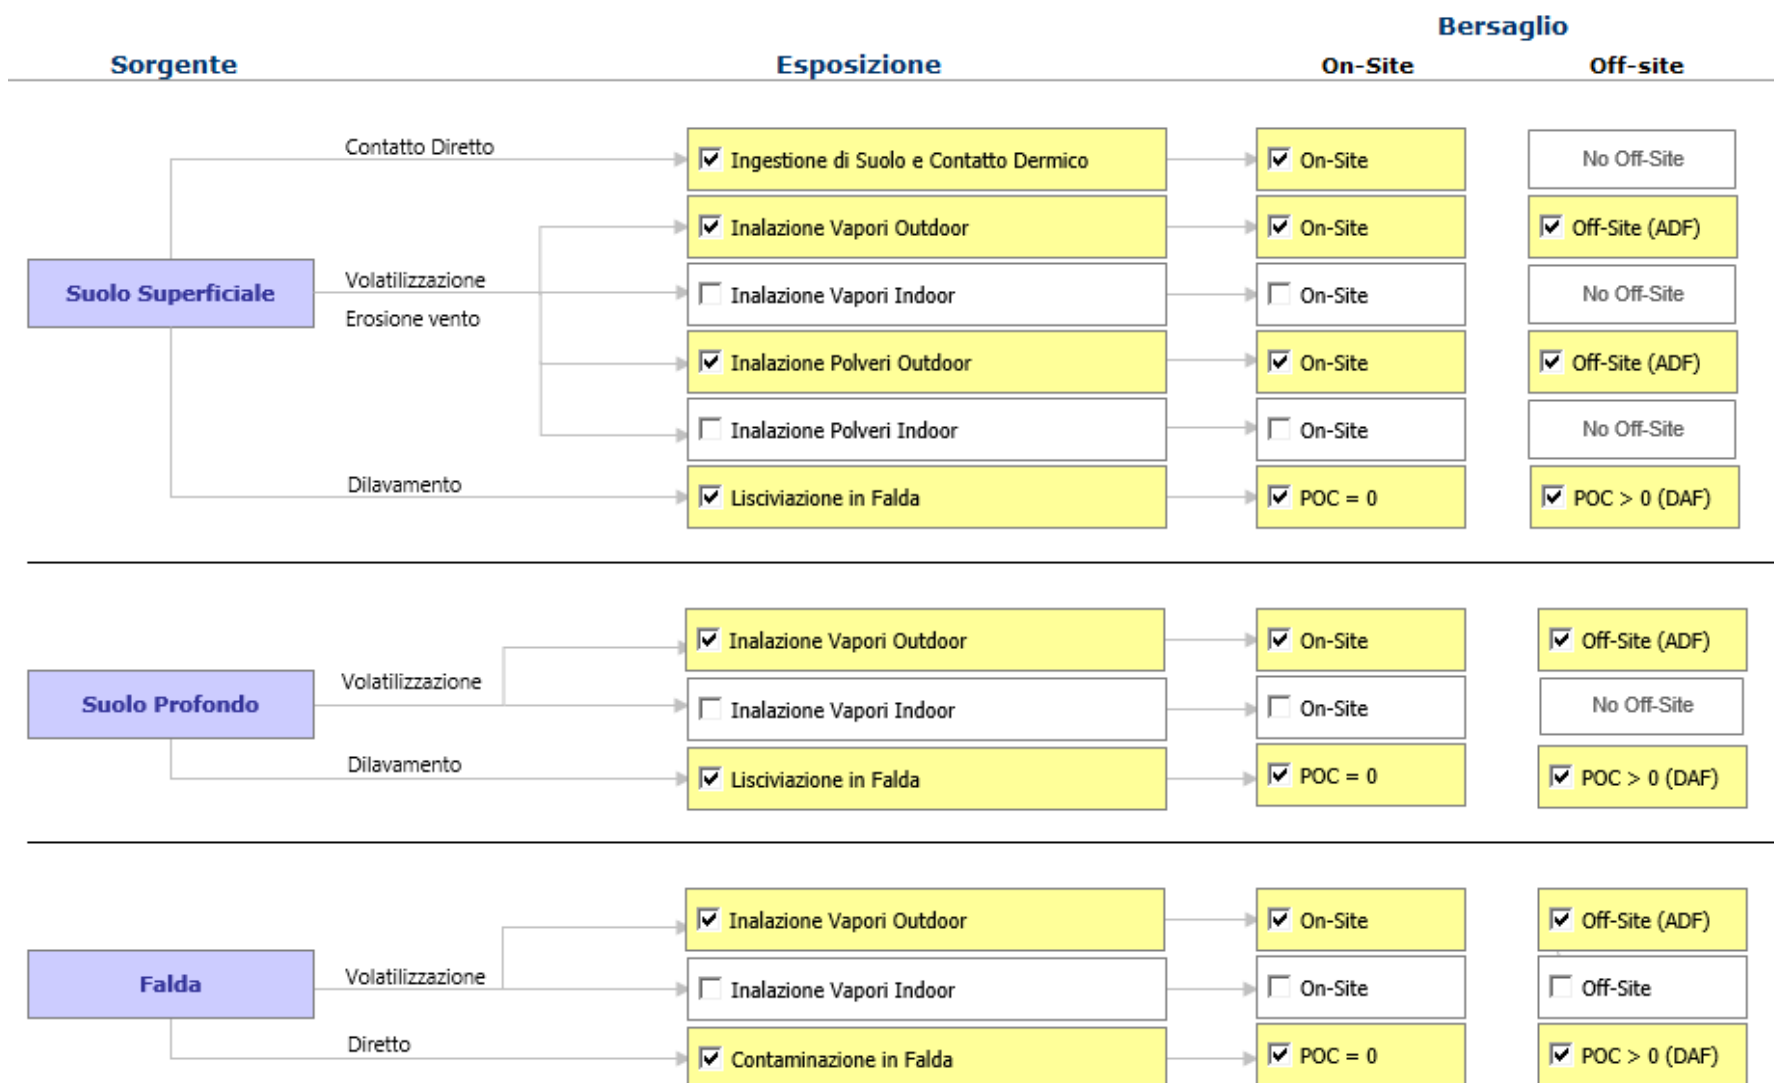 Bersaglio
Sorgente Esposizione On-Site Off-site
Contatto Diretto Ingestione di Suolo e Contatto Dermico On-Site No Off-Site
Inalazione Vapori Outdoor On-Site Off-Site (ADF)
Suolo Superficiale Volatilizzazione Inalazione Vapori Indoor On-Site No Off-Site
Erosione vento
Inalazione Polveri Outdoor On-Site Off-Site (ADF)
Inalazione Polveri Indoor On-Site No Off-Site
Dilavamento Lisciviazione in Falda POC = 0 POC > 0 (DAF)
Inalazione Vapori Outdoor On-Site Off-Site (ADF)
Suolo Profondo Volatilizzazione Inalazione Vapori Indoor On-Site No Off-Site
Dilavamento Lisciviazione in Falda POC = 0 POC > 0 (DAF)
Inalazione Vapori Outdoor On-Site Off-Site (ADF)
Falda Volatilizzazione Inalazione Vapori Indoor On-Site Off-Site
Diretto Contaminazione in Falda POC = 0 POC > 0 (DAF)